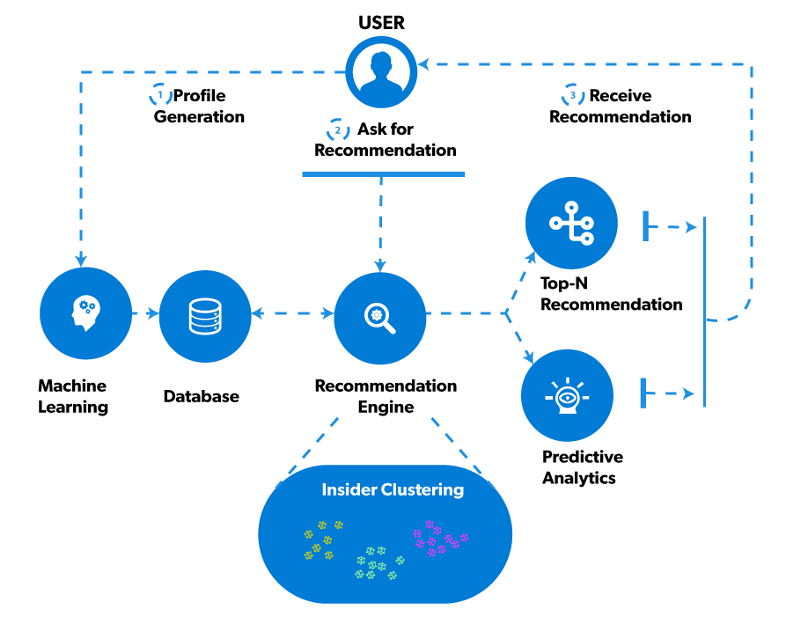 USER
1 Profile
Generation
2 Ask for
Recommendation
3 Receive
Recommendation
Top-N
Recommendation
Machine
Learning
Database
Recommendation
Engine
Predictive
Analytics
Insider Clustering